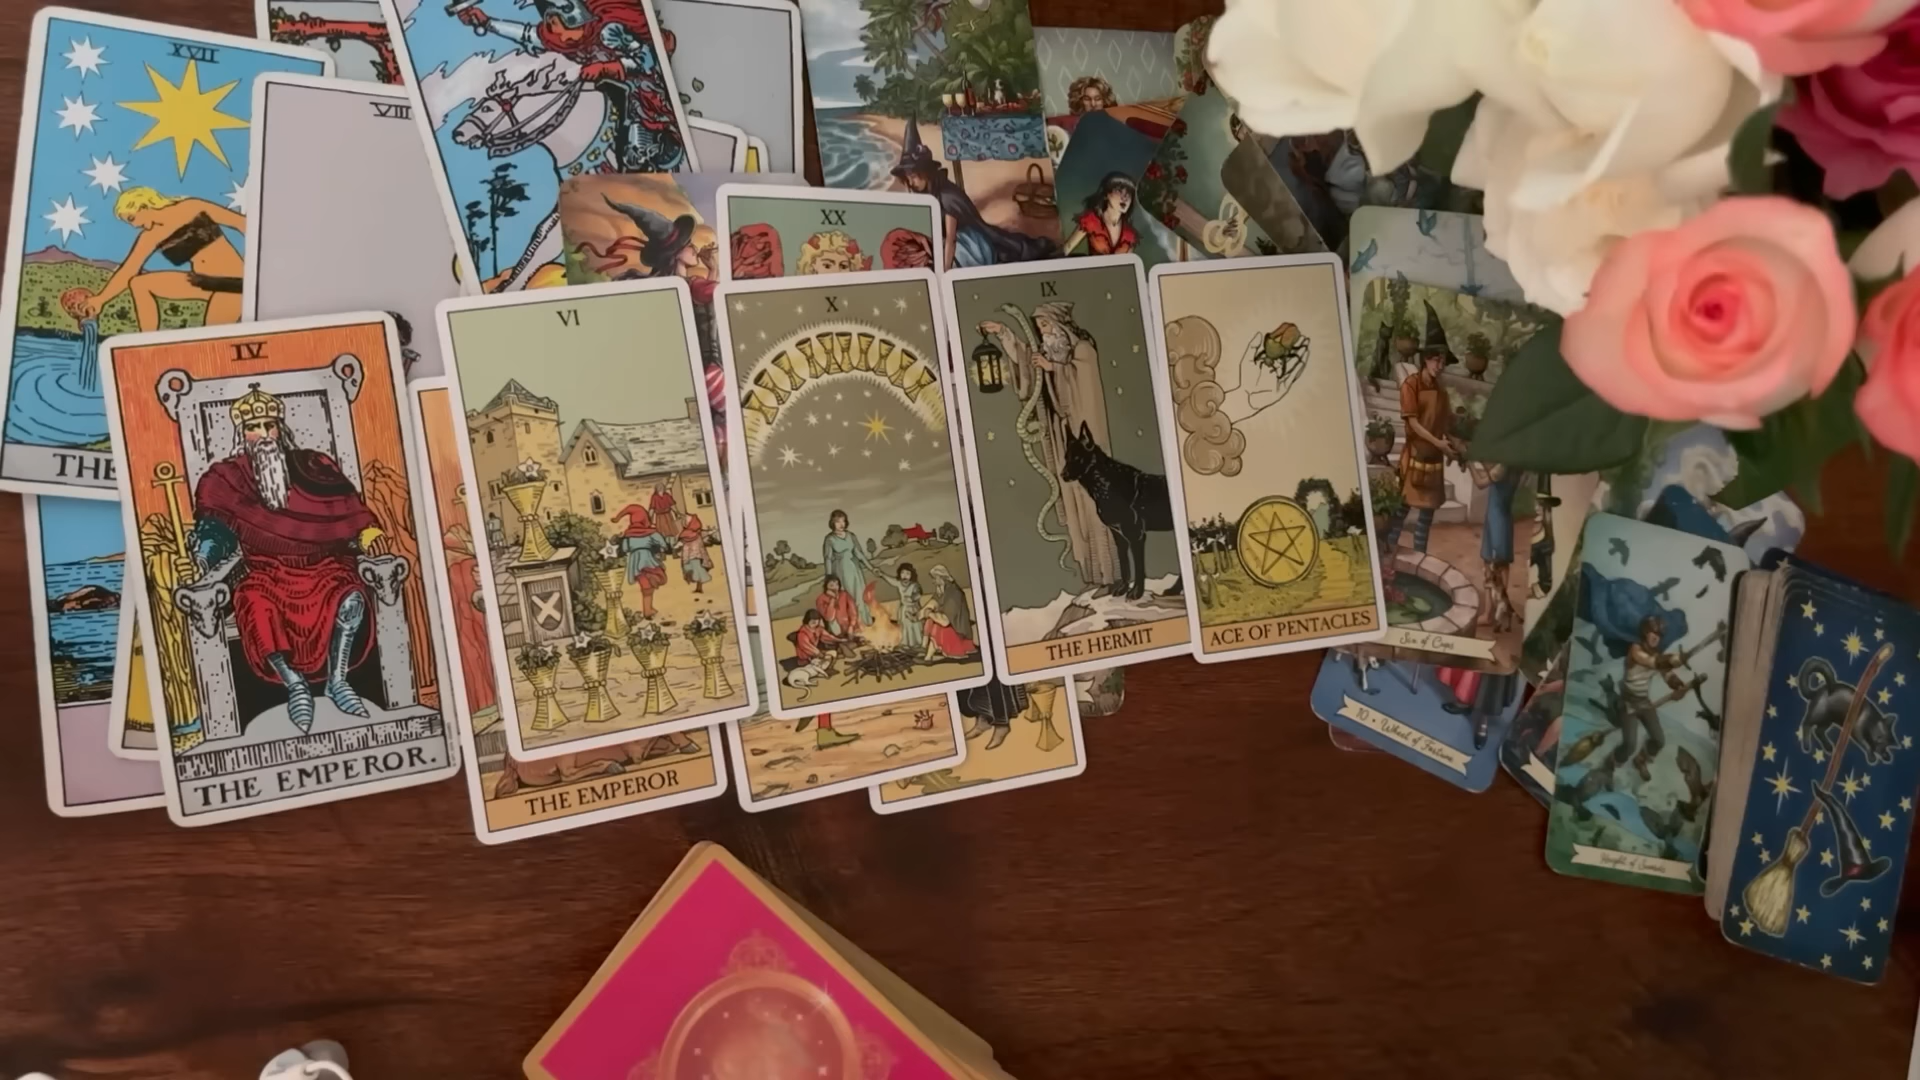 XVII
VIII
XX
IV
VI
X
IX
THE
THE EMPEROR.
THE EMPEROR
THE HERMIT
ACE OF PENTACLES
Six of Cups
10 • Wheel of Fortune
Knight of Swords